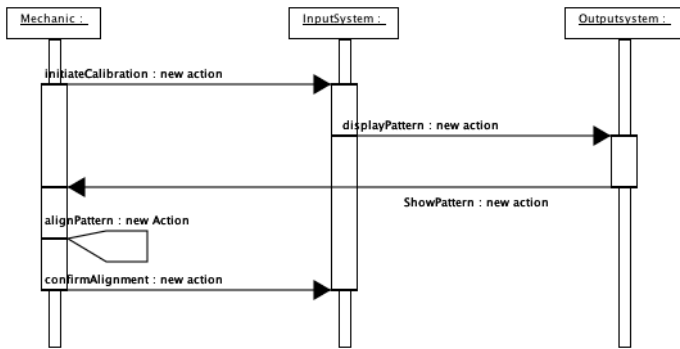 Mechanic :
InputSystem :
Outputsystem :
initiateCalibration : new action
displayPattern : new action
ShowPattern : new action
alignPattern : new Action
confirmAlignment : new action